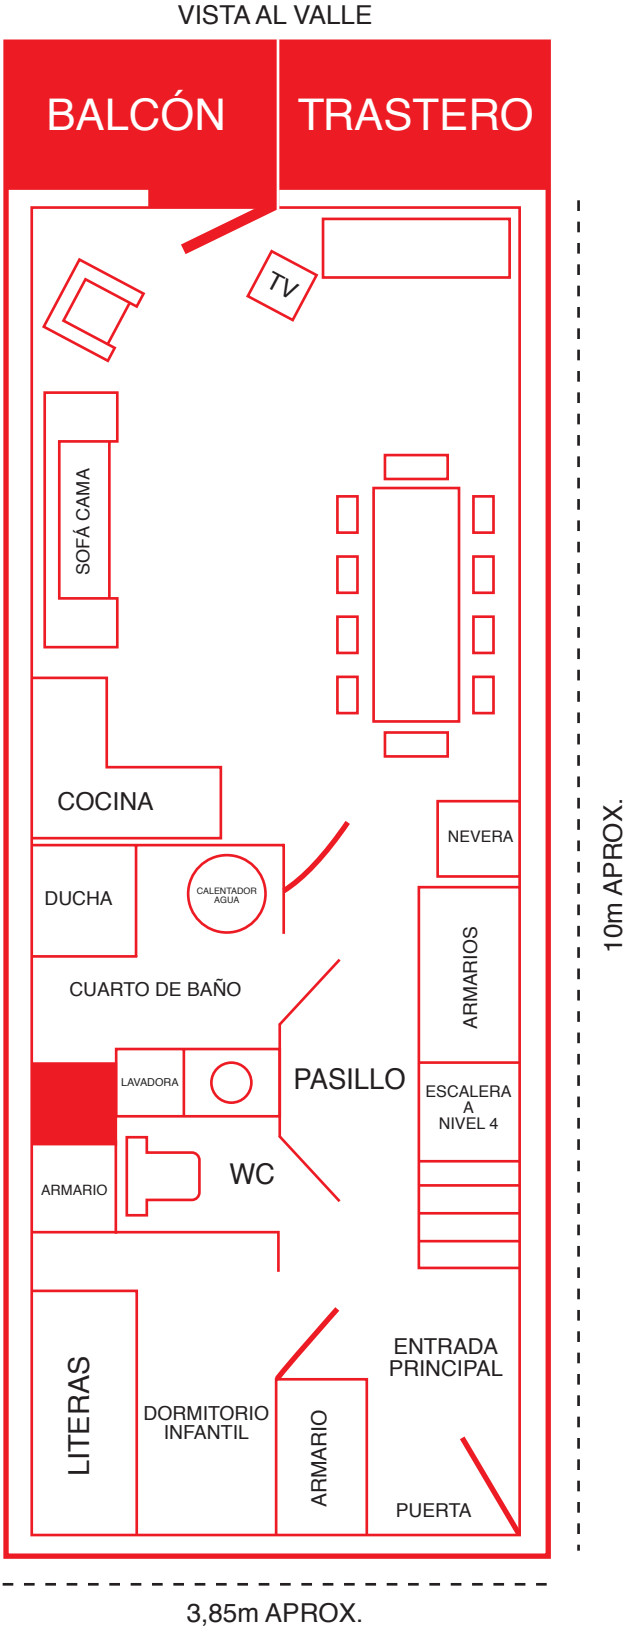 VISTA AL VALLE
BALCÓN
TRASTERO
TV
SOFÁ CAMA
COCINA
NEVERA
DUCHA
CALENTADOR
AGUA
ARMARIOS
CUARTO DE BAÑO
LAVADORA
PASILLO
ESCALERA
A
NIVEL 4
ARMARIO
WC
LITERAS
DORMITORIO
INFANTIL
ARMARIO
ENTRADA
PRINCIPAL
PUERTA
10m APROX.
3,85m APROX.